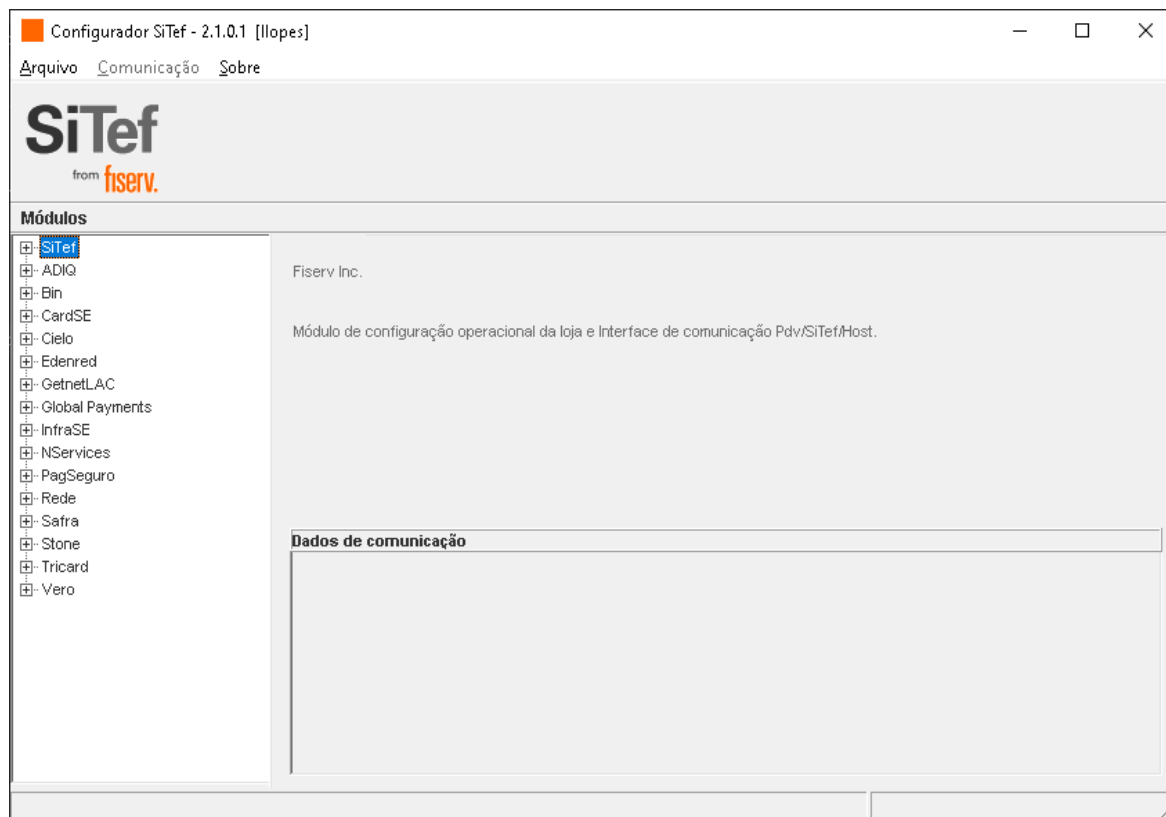 Configurador SiTef - 2.1.0.1 [llopes]
Arquivo Comunicação Sobre
SiTef
from fiserv.
Módulos
SiTef
ADIQ
Bin
CardSE
Cielo
Edenred
GetnetLAC
Global Payments
InfraSE
NServices
PagSeguro
Rede
Safra
Stone
Tricard
Vero
Fiserv Inc.
Módulo de configuração operacional da loja e Interface de comunicação Pdv/SiTef/Host.
Dados de comunicação